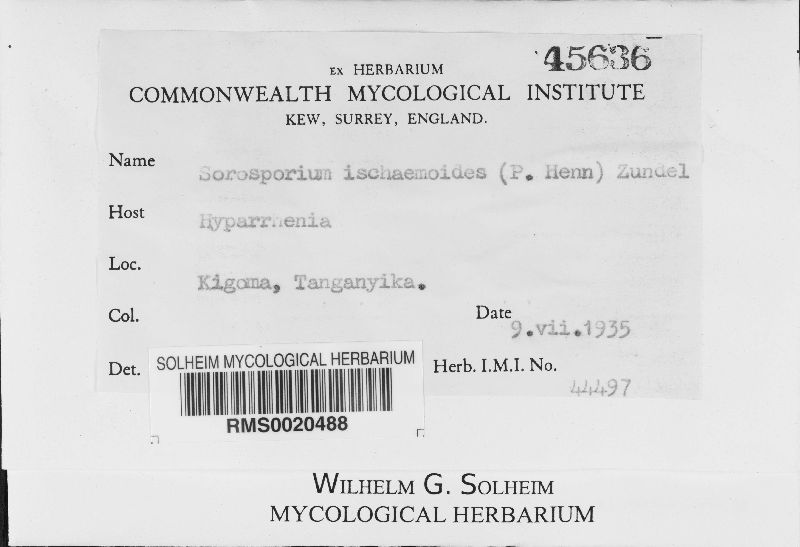 45636
EX HERBARIUM
COMMONWEALTH MYCOLOGICAL INSTITUTE
KEW, SURREY, ENGLAND.
Name Sorosporium ischaemoides (P. Henn) Zundel
Host Hyparrhenia
Loc. Kigoma, Tanganyika.
Col. Date 9.vii.1935
Det. Herb. I.M.I. No. 44497
SOLHEIM MYCOLOGICAL HERBARIUM
RMS0020488
WILHELM G. SOLHEIM
MYCOLOGICAL HERBARIUM